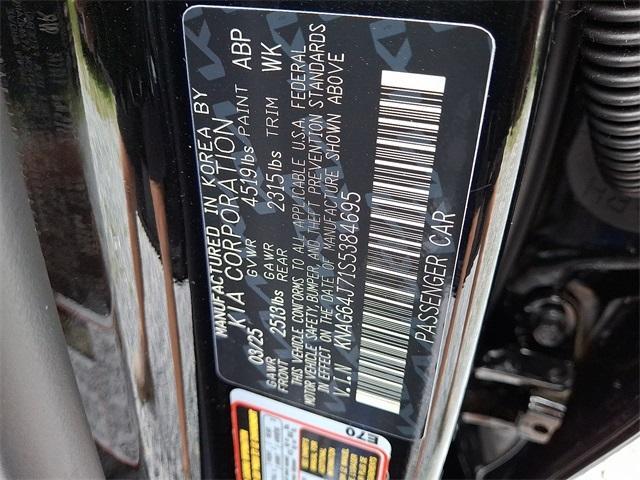 MANUFACTURED IN KOREA BY
KIA CORPORATION
03/25 GVWR 4519lbs PAINT ABP
GAWR FRONT 2513lbs GAWR REAR 2315lbs TRIM WK
THIS VEHICLE CONFORMS TO ALL APPLICABLE U.S.A. FEDERAL
MOTOR VEHICLE SAFETY, BUMPER, AND THEFT PREVENTION STANDARDS
IN EFFECT ON THE DATE OF MANUFACTURE SHOWN ABOVE
V.I.N KNAG64J71S5384695
PASSENGER CAR
E70